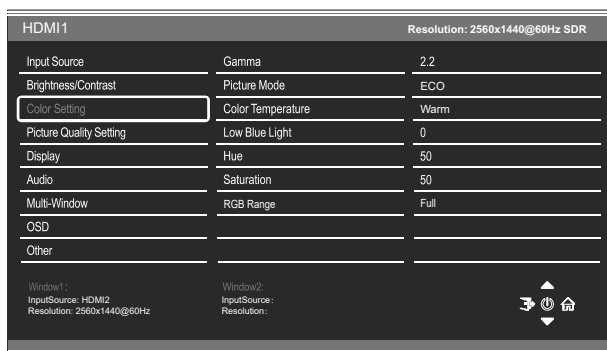 HDMI1 Resolution: 2560x1440@60Hz SDR
Input Source Gamma 2.2
Brightness/Contrast Picture Mode ECO
Color Setting Color Temperature Warm
Picture Quality Setting Low Blue Light 0
Display Hue 50
Audio Saturation 50
Multi-Window RGB Range Full
OSD
Other
Window1: Window2:
InputSource: HDMI2 InputSource:
Resolution: 2560x1440@60Hz Resolution: